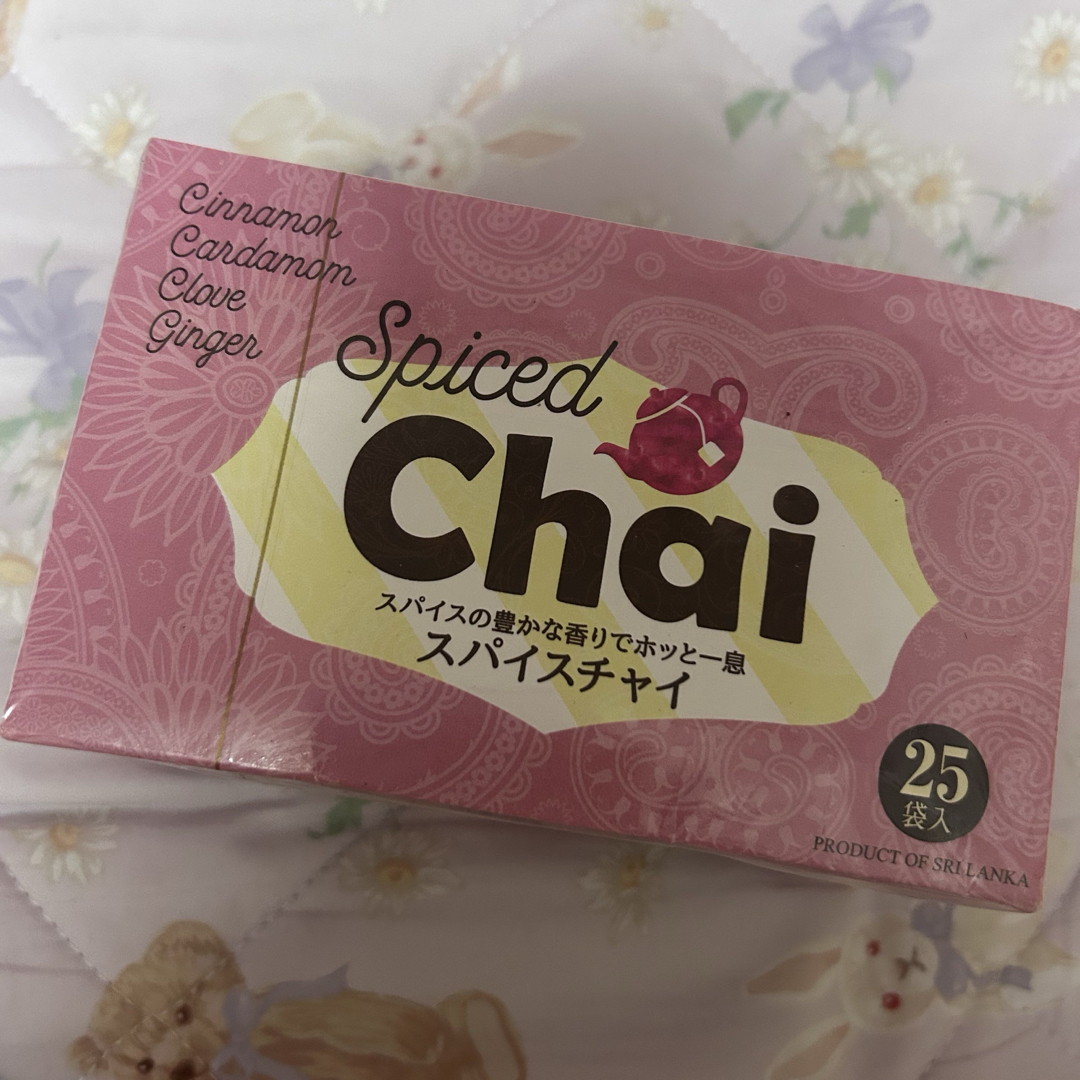 Cinnamon
Cardamom
Clove
Ginger
Spiced
Chai
スパイスの豊かな香りでホッと一息
スパイスチャイ
25
袋入
PRODUCT OF SRI LANKA